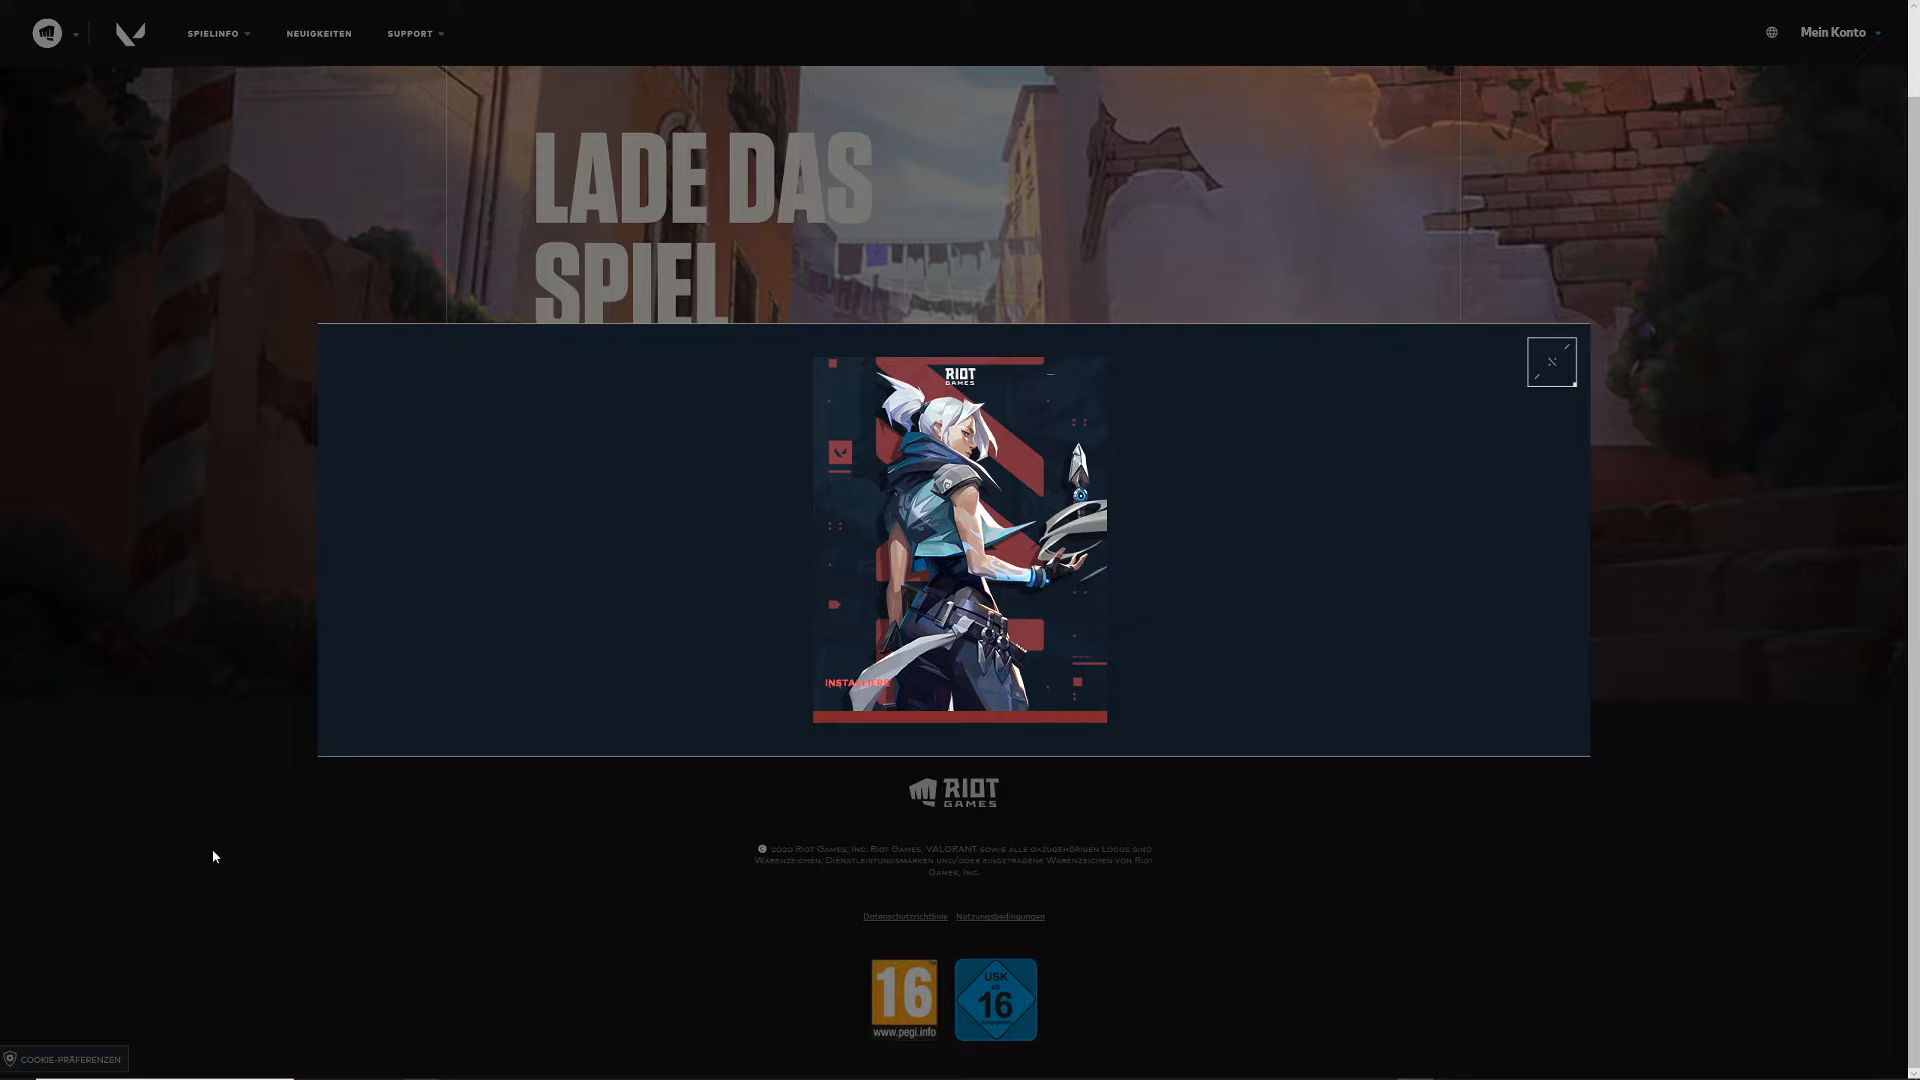 SPIELINFO
NEUIGKEITEN
SUPPORT
Mein Konto
LADE DAS
SPIEL
RIOT
GAMES
INSTALLIERE
RIOT
GAMES
© 2020 Riot Games, Inc. Riot Games, VALORANT sowie alle dazugehörigen Logos sind
Warenzeichen, Dienstleistungsmarken und/oder eingetragene Warenzeichen von Riot
Games, Inc.
Datenschutzrichtlinie Nutzungsbedingungen
16
www.pegi.info
USK
ab
16
COOKIE-PRÄFERENZEN